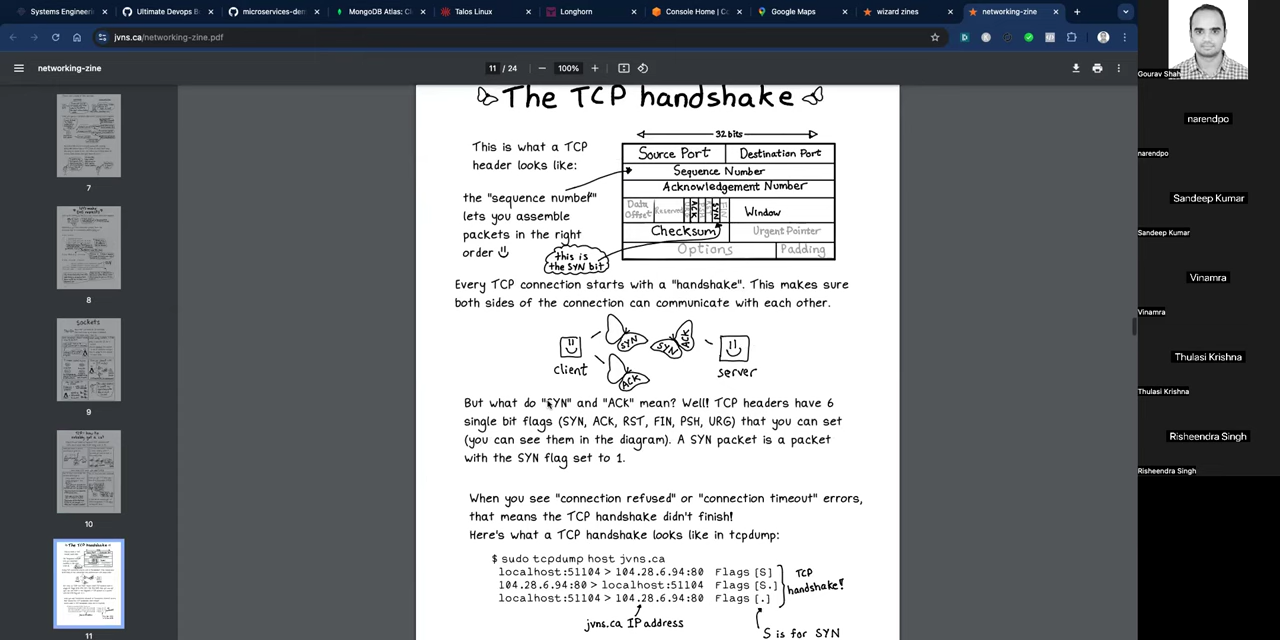 Systems Engineerin
Ultimate Devops B
microservices-den
MongoDB Atlas: Cl
Talos Linux
Longhorn
Console Home | Co
Google Maps
wizard zines
networking-zine
jvns.ca/networking-zine.pdf
networking-zine
11 / 24
100%
7
8
Sockets
9
10
11
The TCP handshake
This is what a TCP
header looks like:
the "sequence number"
lets you assemble
packets in the right
order
this is
the SYN bit
32 bits
Source Port
Destination Port
Sequence Number
Acknowledgement Number
Data
Offset
Reserved
ACK
SYN
FIN
Window
Checksum
Urgent Pointer
Options
Padding
Every TCP connection starts with a "handshake". This makes sure
both sides of the connection can communicate with each other.
SYN
SYN
ACK
ACK
client
server
But what do "SYN" and "ACK" mean? Well! TCP headers have 6
single bit flags (SYN, ACK, RST, FIN, PSH, URG) that you can set
(you can see them in the diagram). A SYN packet is a packet
with the SYN flag set to 1.
When you see "connection refused" or "connection timeout" errors,
that means the TCP handshake didn't finish!
Here's what a TCP handshake looks like in tcpdump:
$ sudo tcpdump host jvns.ca
localhost:51104 > 104.28.6.94:80 Flags [S]
104.28.6.94:80 > localhost:51104 Flags [S.]
localhost:51104 > 104.28.6.94:80 Flags [.]
TCP
handshake!
jvns.ca IP address
S is for SYN
Gourav Shah
narendpo
narendpo
Sandeep Kumar
Sandeep Kumar
Vinamra
Vinamra
Thulasi Krishna
Thulasi Krishna
Risheendra Singh
Risheendra Singh